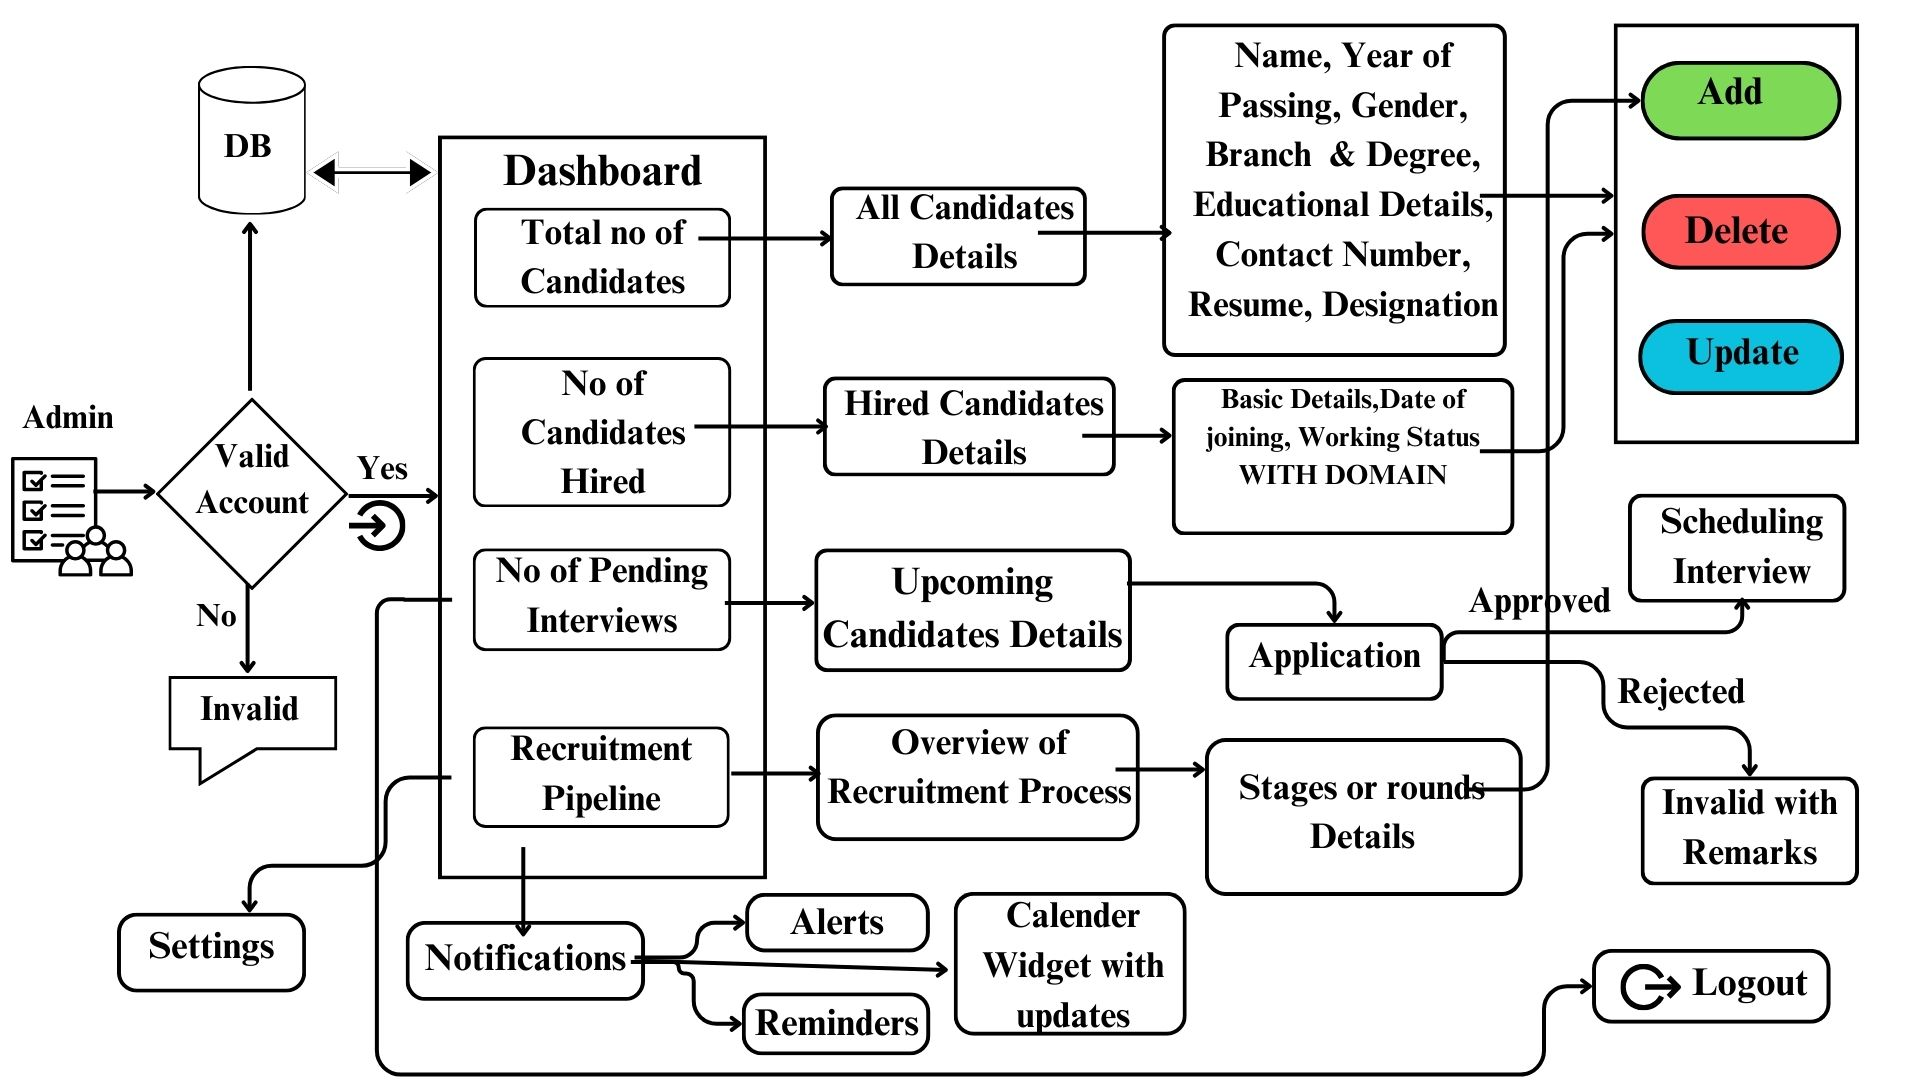 Admin
Valid
Account
Yes
No
Invalid
DB
Dashboard
Total no of
Candidates
No of
Candidates
Hired
No of Pending
Interviews
Recruitment
Pipeline
All Candidates
Details
Hired Candidates
Details
Upcoming
Candidates Details
Overview of
Recruitment Process
Name, Year of
Passing, Gender,
Branch & Degree,
Educational Details,
Contact Number,
Resume, Designation
Basic Details,Date of
joining, Working Status
WITH DOMAIN
Application
Stages or rounds
Details
Add
Delete
Update
Approved
Scheduling
Interview
Rejected
Invalid with
Remarks
Settings
Notifications
Alerts
Reminders
Calender
Widget with
updates
Logout